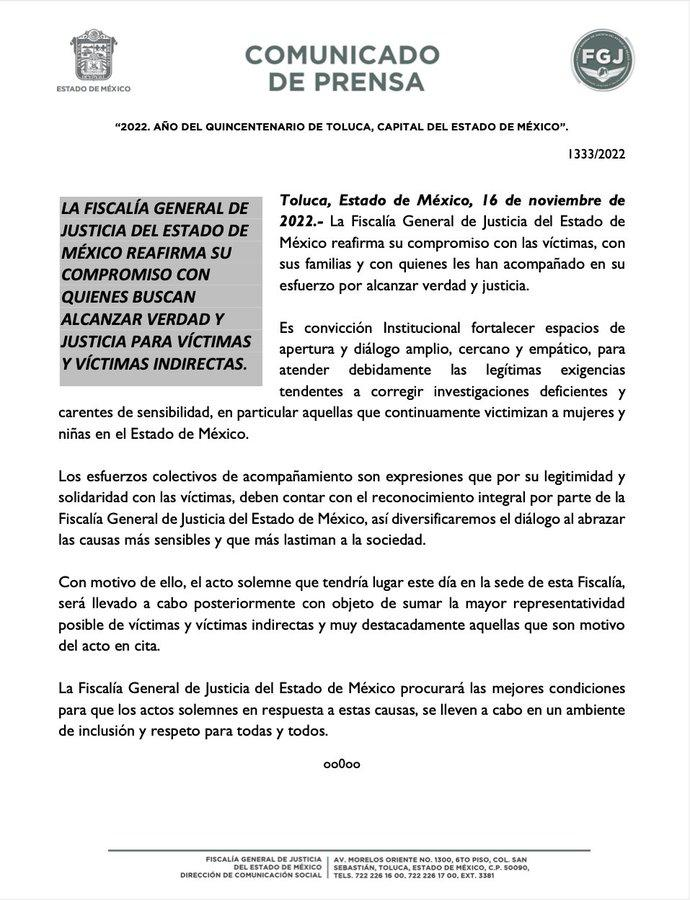 ESTADO DE MÉXICO
COMUNICADO
DE PRENSA
FGJ
“2022. AÑO DEL QUINCENTENARIO DE TOLUCA, CAPITAL DEL ESTADO DE MÉXICO”.
1333/2022
LA FISCALÍA GENERAL DE
JUSTICIA DEL ESTADO DE
MÉXICO REAFIRMA SU
COMPROMISO CON
QUIENES BUSCAN
ALCANZAR VERDAD Y
JUSTICIA PARA VÍCTIMAS
Y VÍCTIMAS INDIRECTAS.
Toluca, Estado de México, 16 de noviembre de
2022.- La Fiscalía General de Justicia del Estado de
México reafirma su compromiso con las víctimas, con
sus familias y con quienes les han acompañado en su
esfuerzo por alcanzar verdad y justicia.
Es convicción Institucional fortalecer espacios de
apertura y diálogo amplio, cercano y empático, para
atender debidamente las legítimas exigencias
tendentes a corregir investigaciones deficientes y
carentes de sensibilidad, en particular aquellas que continuamente victimizan a mujeres y
niñas en el Estado de México.
Los esfuerzos colectivos de acompañamiento son expresiones que por su legitimidad y
solidaridad con las víctimas, deben contar con el reconocimiento integral por parte de la
Fiscalía General de Justicia del Estado de México, así diversificaremos el diálogo al abrazar
las causas más sensibles y que más lastiman a la sociedad.
Con motivo de ello, el acto solemne que tendría lugar este día en la sede de esta Fiscalía,
será llevado a cabo posteriormente con objeto de sumar la mayor representatividad
posible de víctimas y víctimas indirectas y muy destacadamente aquellas que son motivo
del acto en cita.
La Fiscalía General de Justicia del Estado de México procurará las mejores condiciones
para que los actos solemnes en respuesta a estas causas, se lleven a cabo en un ambiente
de inclusión y respeto para todas y todos.
oo0oo
FISCALÍA GENERAL DE JUSTICIA
DEL ESTADO DE MÉXICO
DIRECCIÓN DE COMUNICACIÓN SOCIAL
AV. MORELOS ORIENTE NO. 1300, 6TO PISO, COL. SAN
SEBASTIÁN, TOLUCA, ESTADO DE MÉXICO, C.P. 50090,
TELS. 722 226 16 00, 722 226 17 00, EXT. 3381